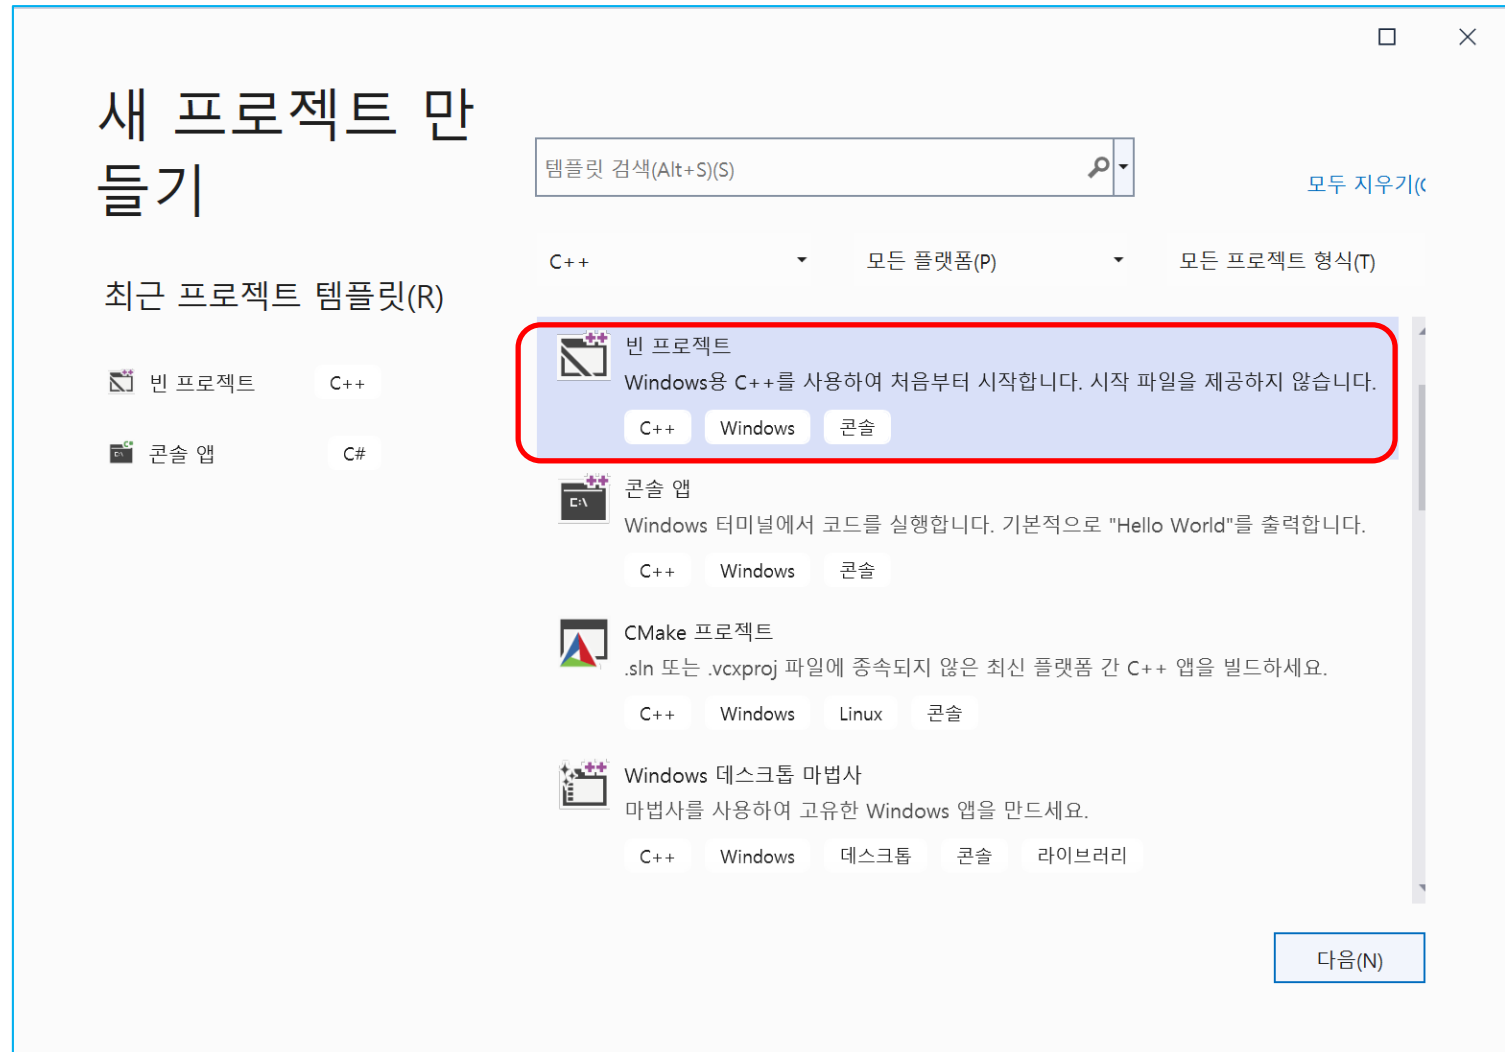 새 프로젝트 만
들기
최근 프로젝트 템플릿(R)
빈 프로젝트 C++
콘솔 앱 C#
템플릿 검색(Alt+S)(S)
모두 지우기(
C++ 모든 플랫폼(P) 모든 프로젝트 형식(T)
빈 프로젝트
Windows용 C++를 사용하여 처음부터 시작합니다. 시작 파일을 제공하지 않습니다.
C++ Windows 콘솔
콘솔 앱
Windows 터미널에서 코드를 실행합니다. 기본적으로 "Hello World"를 출력합니다.
C++ Windows 콘솔
CMake 프로젝트
.sln 또는 .vcxproj 파일에 종속되지 않은 최신 플랫폼 간 C++ 앱을 빌드하세요.
C++ Windows Linux 콘솔
Windows 데스크톱 마법사
마법사를 사용하여 고유한 Windows 앱을 만드세요.
C++ Windows 데스크톱 콘솔 라이브러리
다음(N)